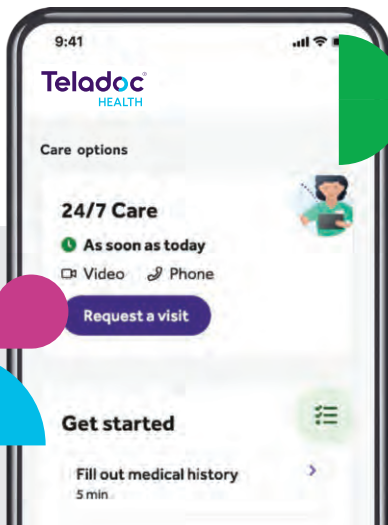 9:41
Teladoc®
HEALTH
Care options
24/7 Care
As soon as today
Video Phone
Request a visit
Get started
Fill out medical history
5 min